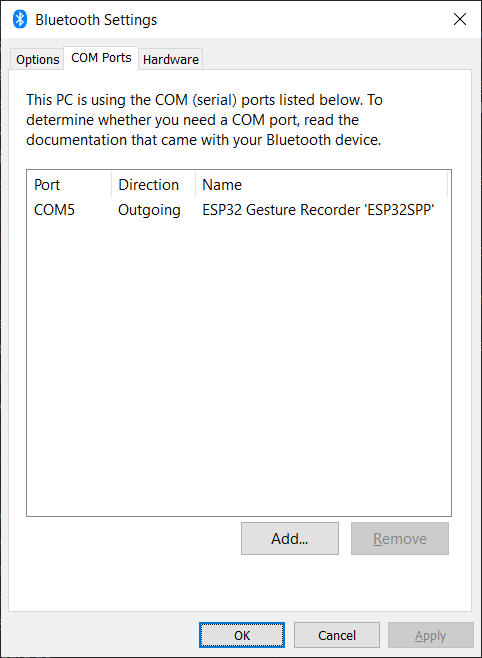 Bluetooth Settings
Options COM Ports Hardware
This PC is using the COM (serial) ports listed below. To
determine whether you need a COM port, read the
documentation that came with your Bluetooth device.
Port Direction Name
COM5 Outgoing ESP32 Gesture Recorder 'ESP32SPP'
Add... Remove
OK Cancel Apply